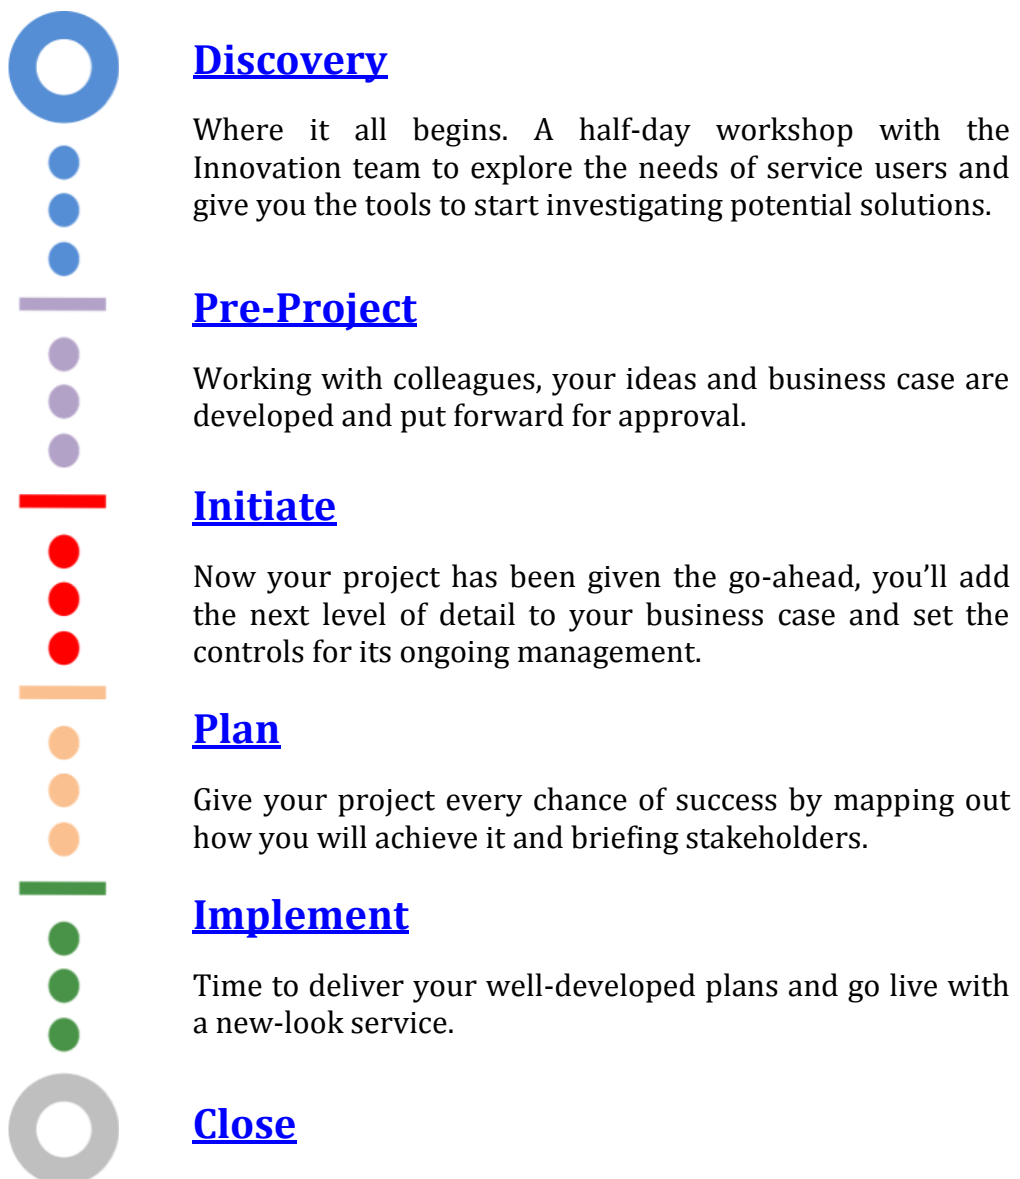 Discovery
Where it all begins. A half-day workshop with the
Innovation team to explore the needs of service users and
give you the tools to start investigating potential solutions.
Pre-Project
Working with colleagues, your ideas and business case are
developed and put forward for approval.
Initiate
Now your project has been given the go-ahead, you’ll add
the next level of detail to your business case and set the
controls for its ongoing management.
Plan
Give your project every chance of success by mapping out
how you will achieve it and briefing stakeholders.
Implement
Time to deliver your well-developed plans and go live with
a new-look service.
Close